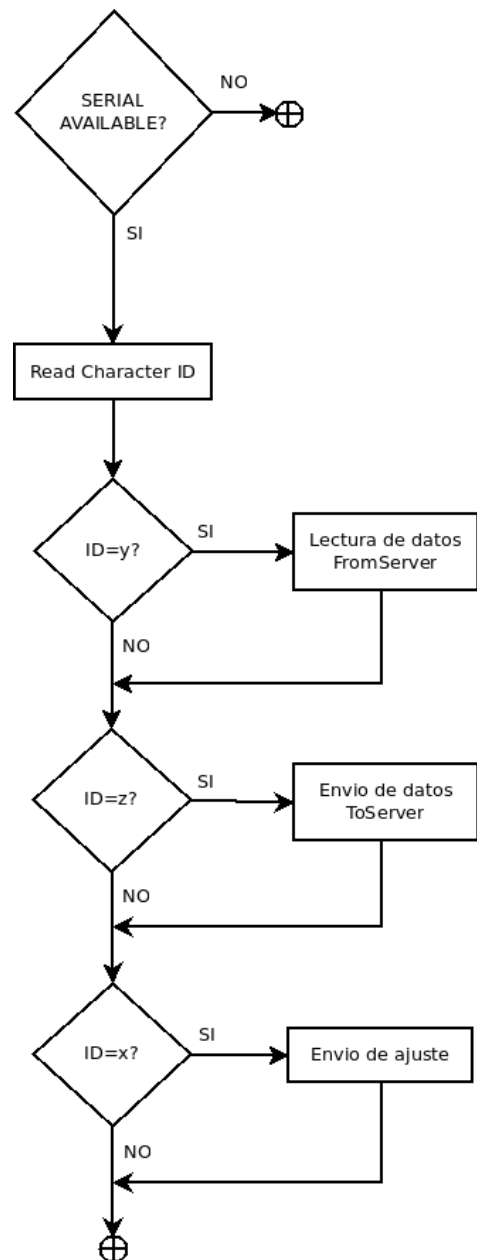 SERIAL
AVAILABLE?
NO
SI
Read Character ID
ID=y?
SI
Lectura de datos
FromServer
NO
ID=z?
SI
Envio de datos
ToServer
NO
ID=x?
SI
Envio de ajuste
NO